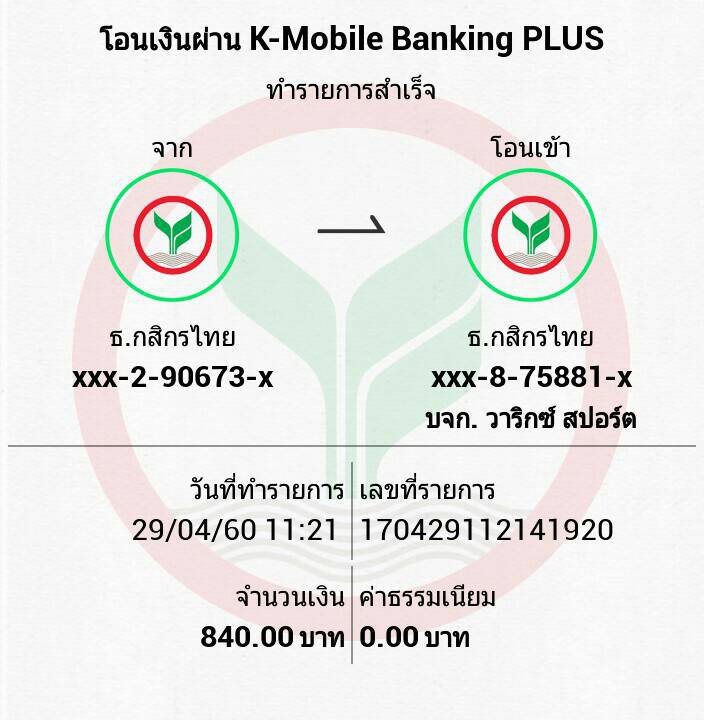 โอนเงินผ่าน K-Mobile Banking PLUS
ทำรายการสำเร็จ
จาก
โอนเข้า
ธ.กสิกรไทย
ธ.กสิกรไทย
xxx-2-90673-x
xxx-8-75881-x
บจก. วาริกซ์ สปอร์ต
วันที่ทำรายการ
เลขที่รายการ
29/04/60 11:21
170429112141920
จำนวนเงิน
ค่าธรรมเนียม
840.00 บาท
0.00 บาท